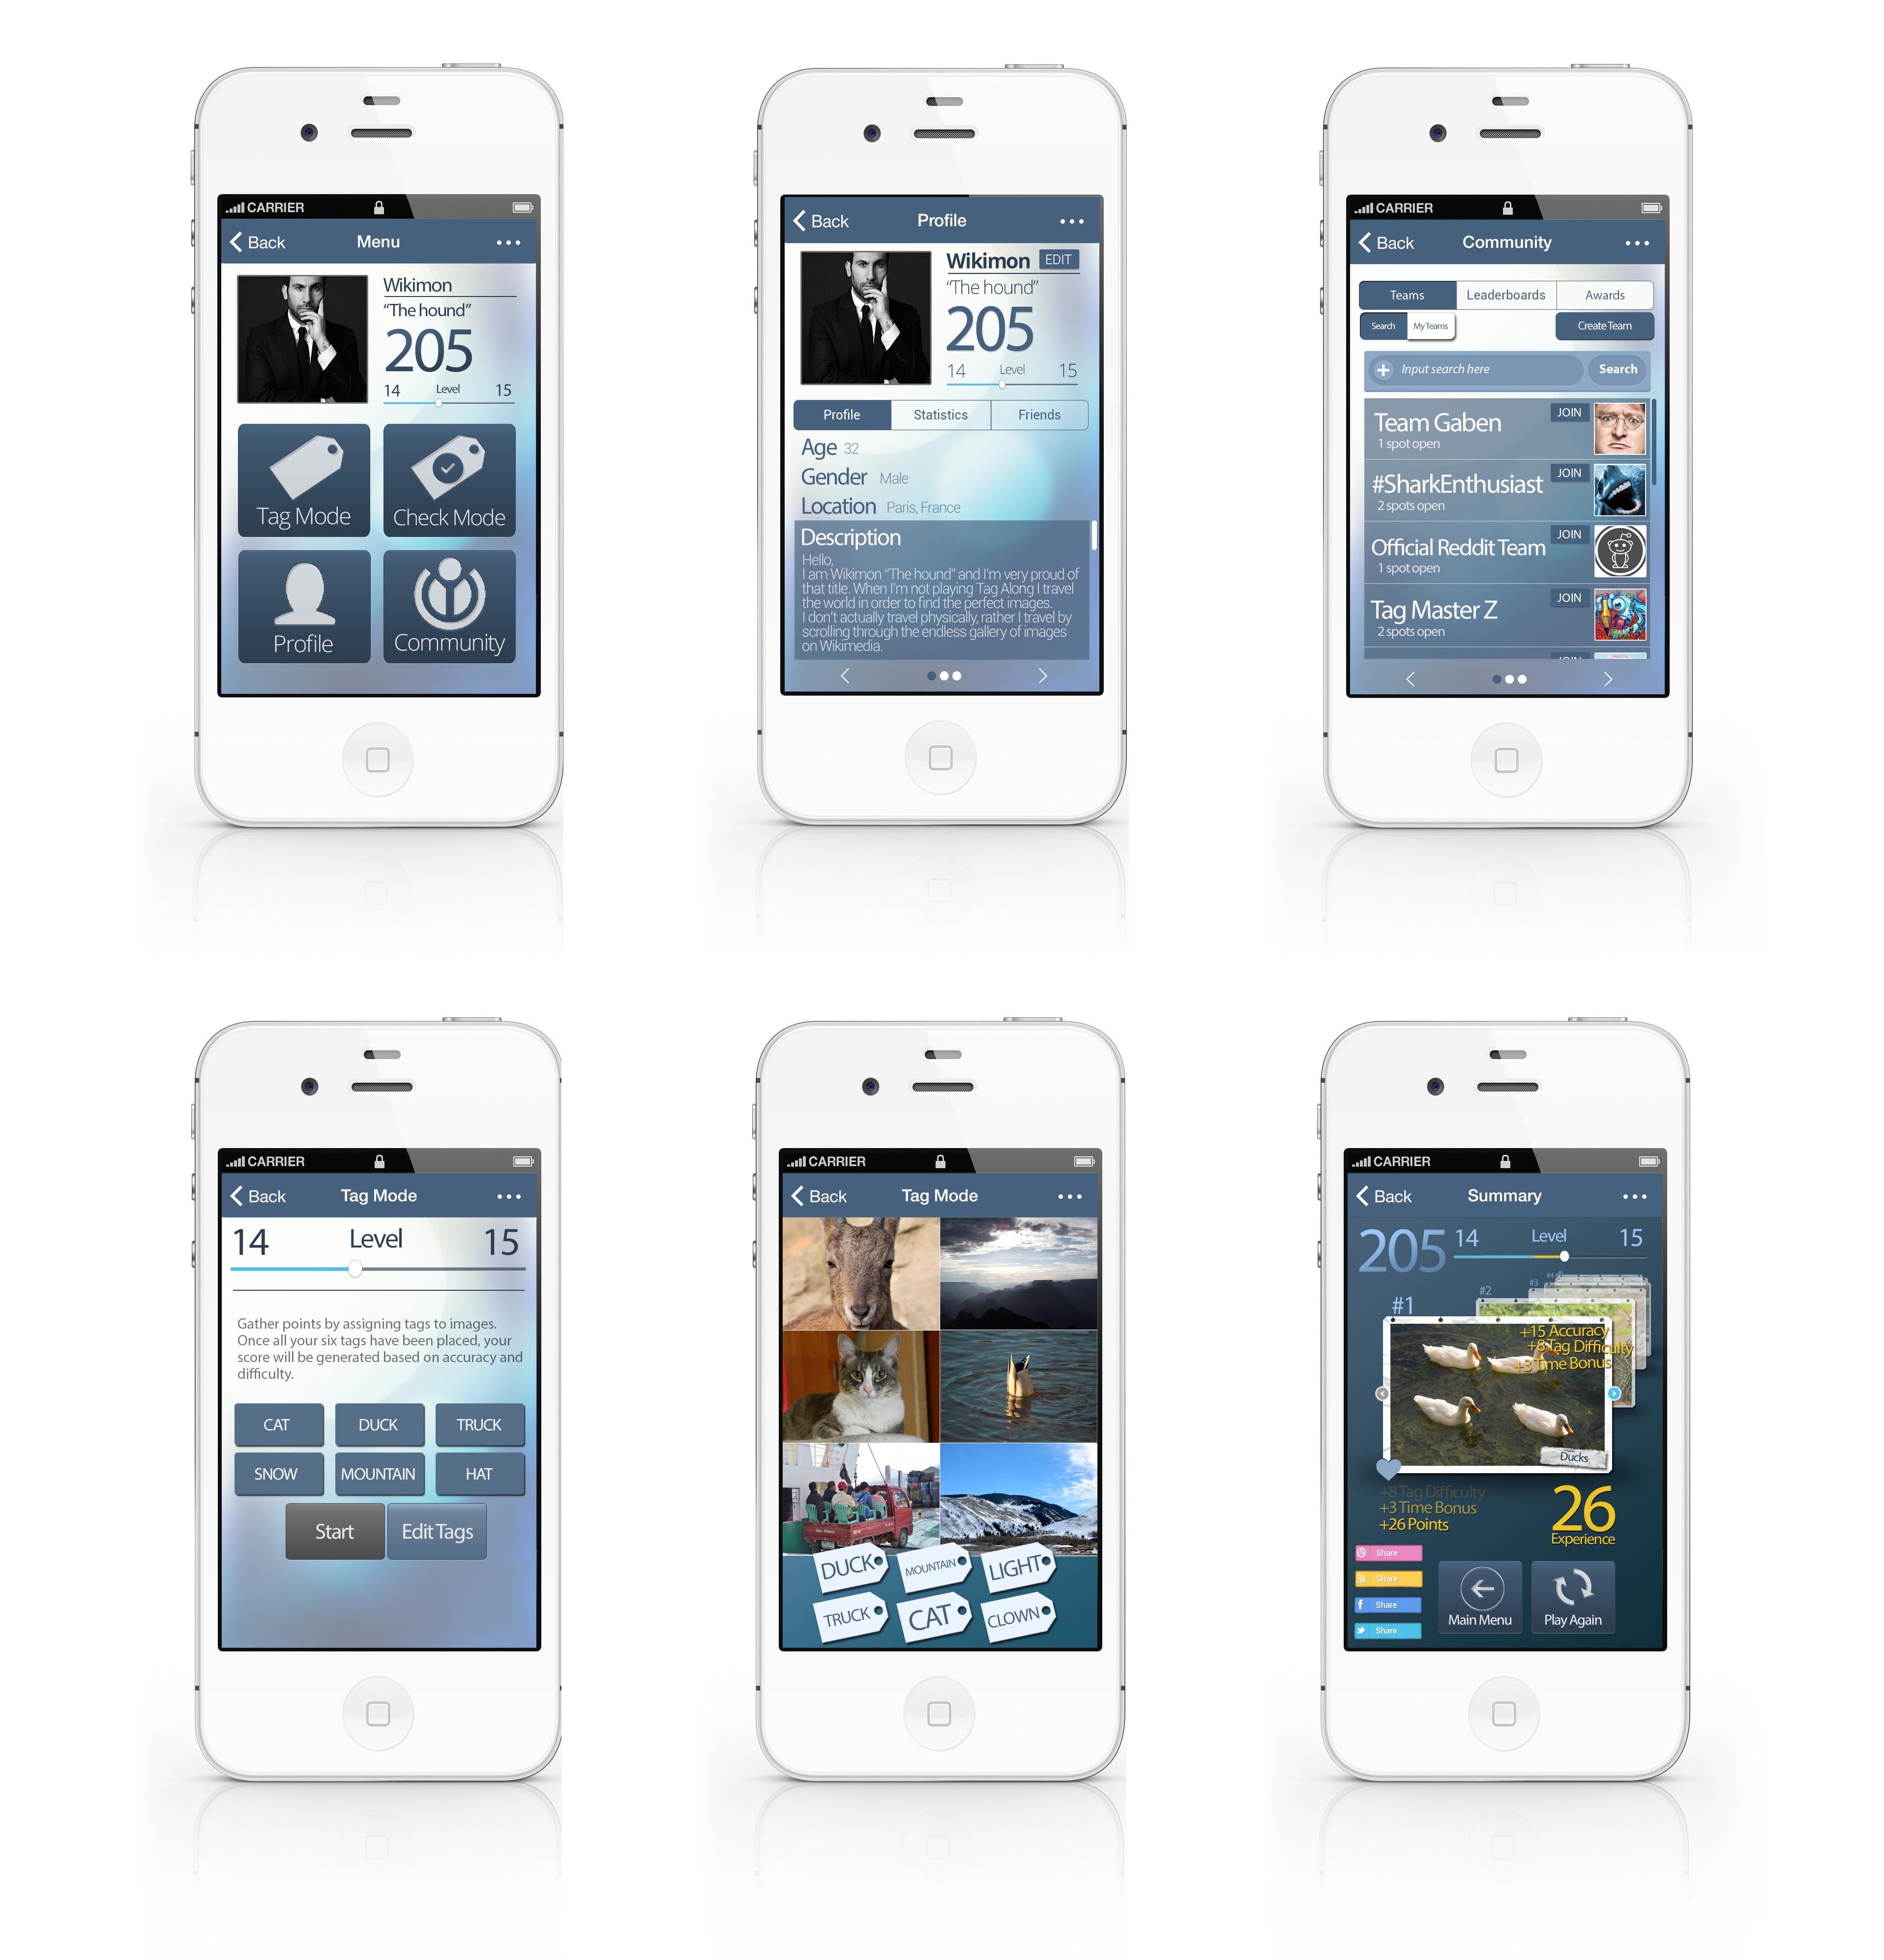 CARRIER
Back Menu
Wikimon
“The hound”
205
14 Level 15
Tag Mode
Check Mode
Profile
Community
Back Profile
Wikimon EDIT
“The hound”
205
14 Level 15
Profile Statistics Friends
Age 32
Gender Male
Location Paris, France
Description
Hello,
I am Wikimon “The hound” and I'm very proud of
that title. When I'm not playing Tag Along I travel
the world in order to find the perfect images.
I don't actually travel physically, rather I travel by
scrolling through the endless gallery of images
on Wikimedia.
CARRIER
Back Community
Teams Leaderboards Awards
Search My Teams Create Team
Input search here Search
Team Gaben JOIN
1 spot open
#SharkEnthusiast JOIN
2 spots open
Official Reddit Team JOIN
1 spot open
Tag Master Z JOIN
2 spots open
JOIN
CARRIER
Back Tag Mode
14 Level 15
Gather points by assigning tags to images.
Once all your six tags have been placed, your
score will be generated based on accuracy and
difficulty.
CAT DUCK TRUCK
SNOW MOUNTAIN HAT
Start Edit Tags
CARRIER
Back Tag Mode
DUCK MOUNTAIN LIGHT
TRUCK CAT CLOWN
CARRIER
Back Summary
205 14 Level 15
#4
#3
#2
#1
+15 Accuracy
+8 Tag Difficulty
+3 Time Bonus
Ducks
+8 Tag Difficulty
+3 Time Bonus
+26 Points
26
Experience
Share
Share
Share
Share
Main Menu
Play Again